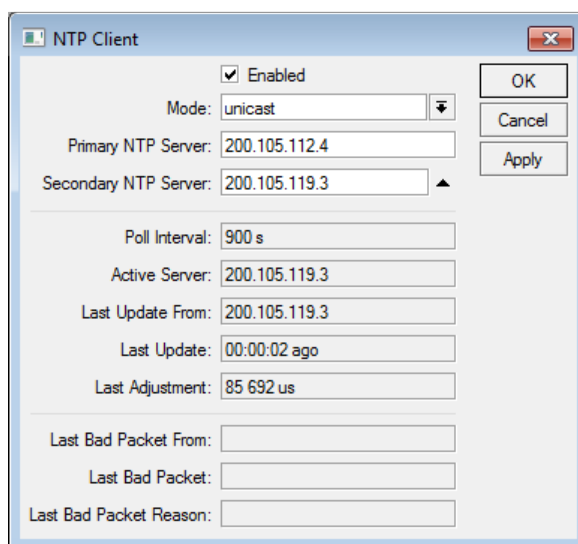 NTP Client
Enabled
OK
Mode: unicast
Cancel
Primary NTP Server: 200.105.112.4
Apply
Secondary NTP Server: 200.105.119.3
Poll Interval: 900 s
Active Server: 200.105.119.3
Last Update From: 200.105.119.3
Last Update: 00:00:02 ago
Last Adjustment: 85 692 us
Last Bad Packet From:
Last Bad Packet:
Last Bad Packet Reason: